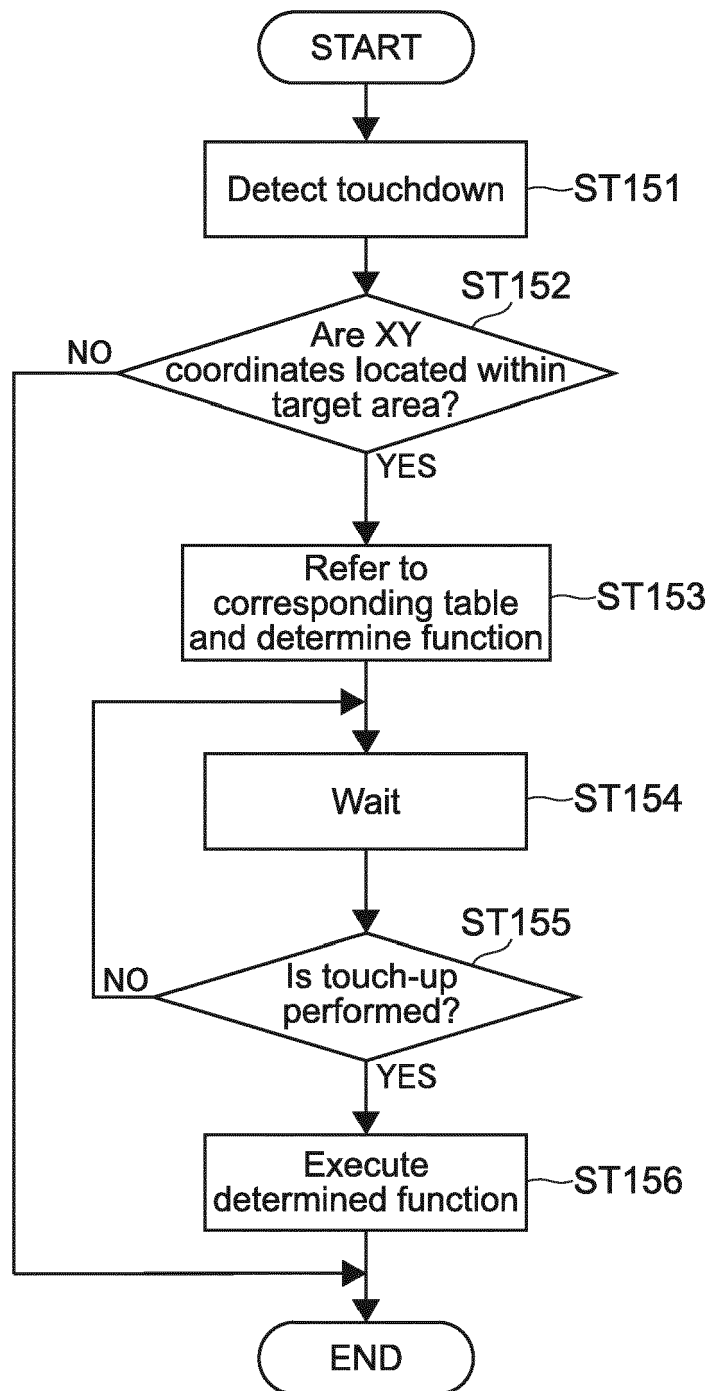 START
Detect touchdown
ST151
ST152
Are XY
coordinates located within
target area?
NO
YES
Refer to
corresponding table
and determine function
ST153
Wait
ST154
ST155
Is touch-up
performed?
NO
YES
Execute
determined function
ST156
END